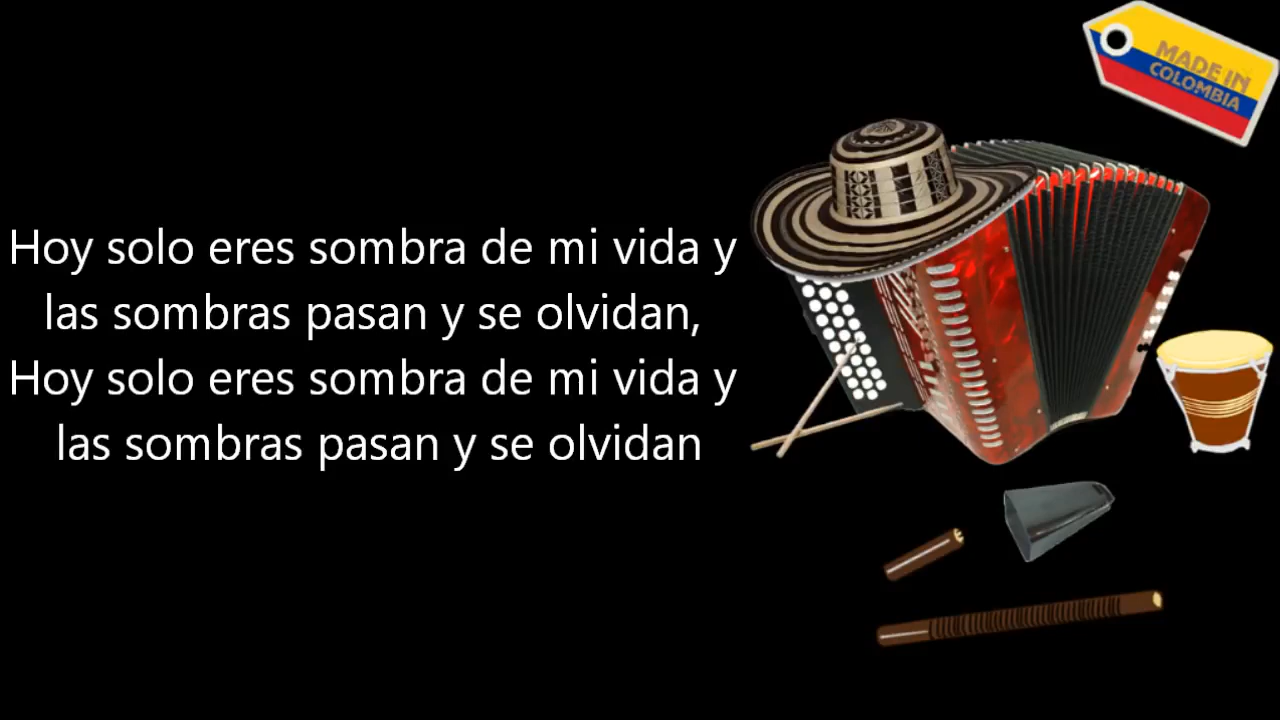 MADE IN
COLOMBIA
Hoy solo eres sombra de mi vida y
las sombras pasan y se olvidan,
Hoy solo eres sombra de mi vida y
las sombras pasan y se olvidan